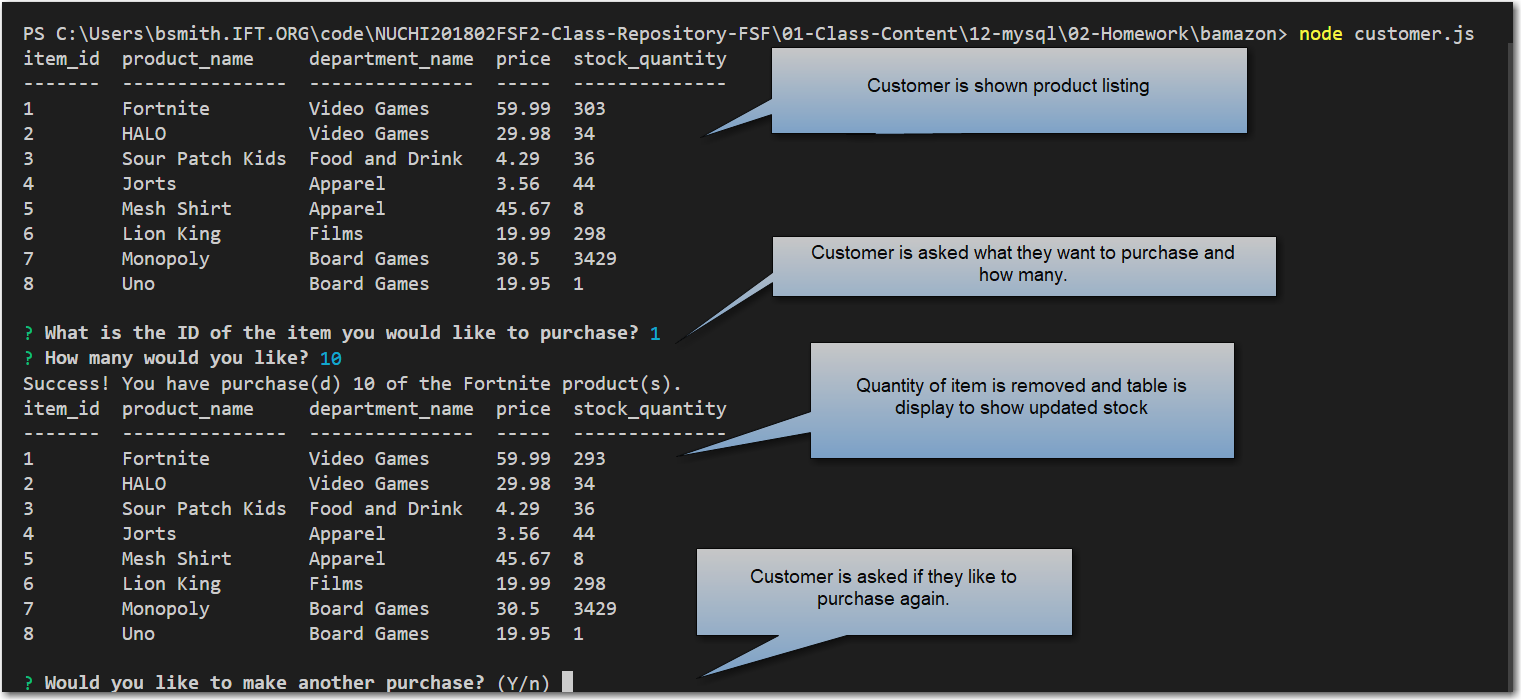 PS C:\Users\bsmith.IFT.ORG\code\NUCHI201802FSF2-Class-Repository-FSF\01-Class-Content\12-mysql\02-Homework\bamazon> node customer.js
item_id  product_name     department_name  price  stock_quantity
-------  ---------------  ---------------  -----  --------------
Customer is shown product listing
1        Fortnite         Video Games      59.99  303
2        HALO             Video Games      29.98  34
3        Sour Patch Kids  Food and Drink   4.29   36
4        Jorts            Apparel          3.56   44
5        Mesh Shirt       Apparel          45.67  8
6        Lion King        Films            19.99  298
7        Monopoly         Board Games      30.5   3429
8        Uno              Board Games      19.95  1
Customer is asked what they want to purchase and
how many.
? What is the ID of the item you would like to purchase? 1
? How many would you like? 10
Success! You have purchase(d) 10 of the Fortnite product(s).
Quantity of item is removed and table is
display to show updated stock
item_id  product_name     department_name  price  stock_quantity
-------  ---------------  ---------------  -----  --------------
1        Fortnite         Video Games      59.99  293
2        HALO             Video Games      29.98  34
3        Sour Patch Kids  Food and Drink   4.29   36
4        Jorts            Apparel          3.56   44
5        Mesh Shirt       Apparel          45.67  8
6        Lion King        Films            19.99  298
7        Monopoly         Board Games      30.5   3429
8        Uno              Board Games      19.95  1
Customer is asked if they like to
purchase again.
? Would you like to make another purchase? (Y/n)